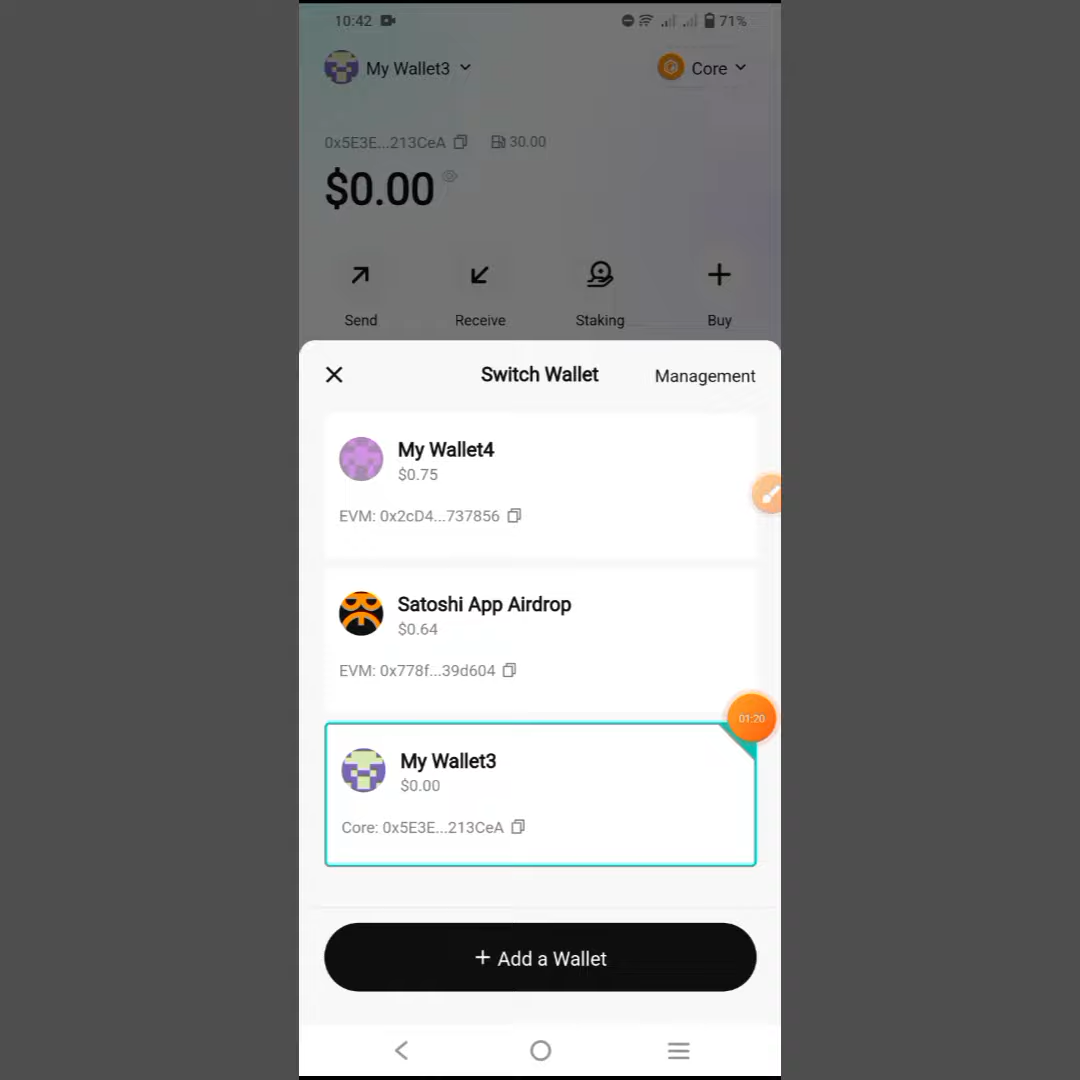 10:42
71%
My Wallet3
Core
0x5E3E...213CeA
30.00
$0.00
Send
Receive
Staking
Buy
Switch Wallet
Management
My Wallet4
$0.75
EVM: 0x2cD4...737856
Satoshi App Airdrop
$0.64
EVM: 0x778f...39d604
01:20
My Wallet3
$0.00
Core: 0x5E3E...213CeA
+ Add a Wallet